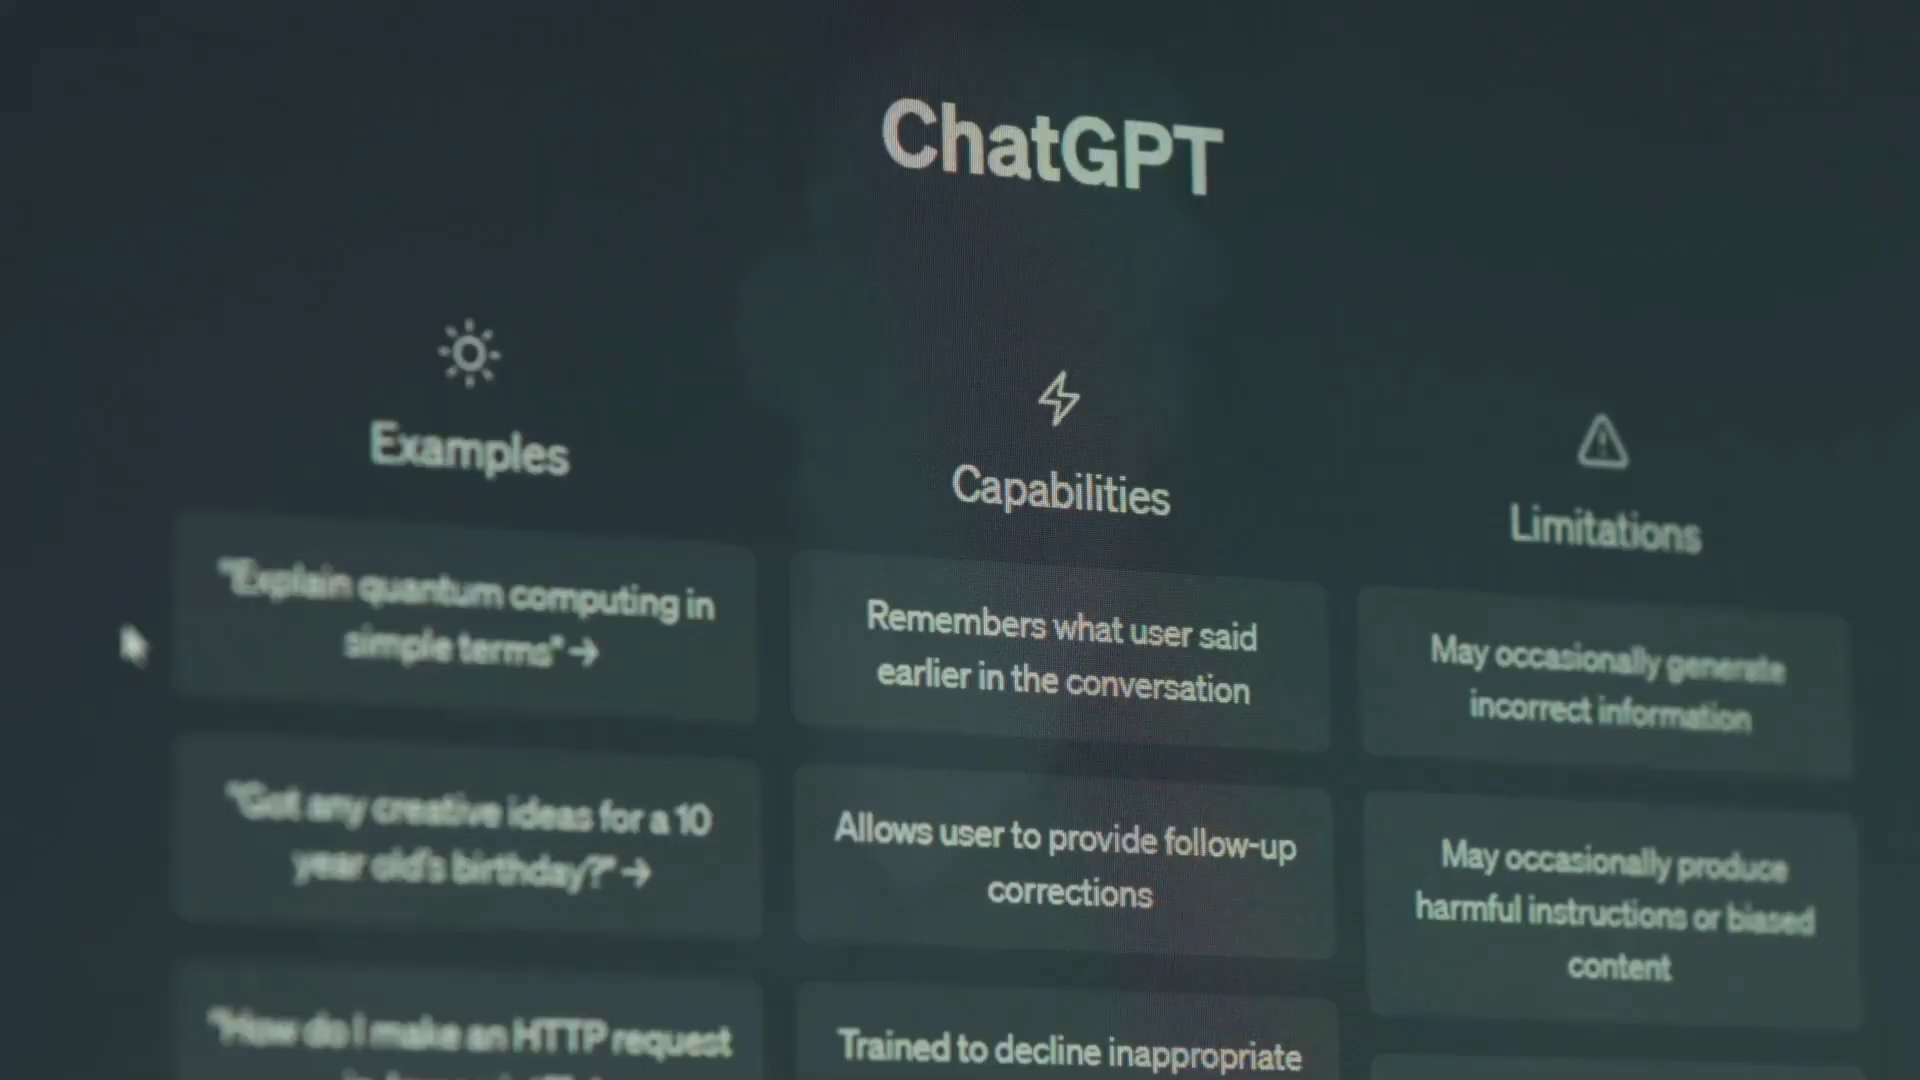 ChatGPT
Examples
Capabilities
Limitations
"Explain quantum computing in
simple terms" →
Remembers what user said
earlier in the conversation
May occasionally generate
incorrect information
"Got any creative ideas for a 10
year old's birthday?" →
Allows user to provide follow-up
corrections
May occasionally produce
harmful instructions or biased
content
"How do I make an HTTP request
Trained to decline inappropriate